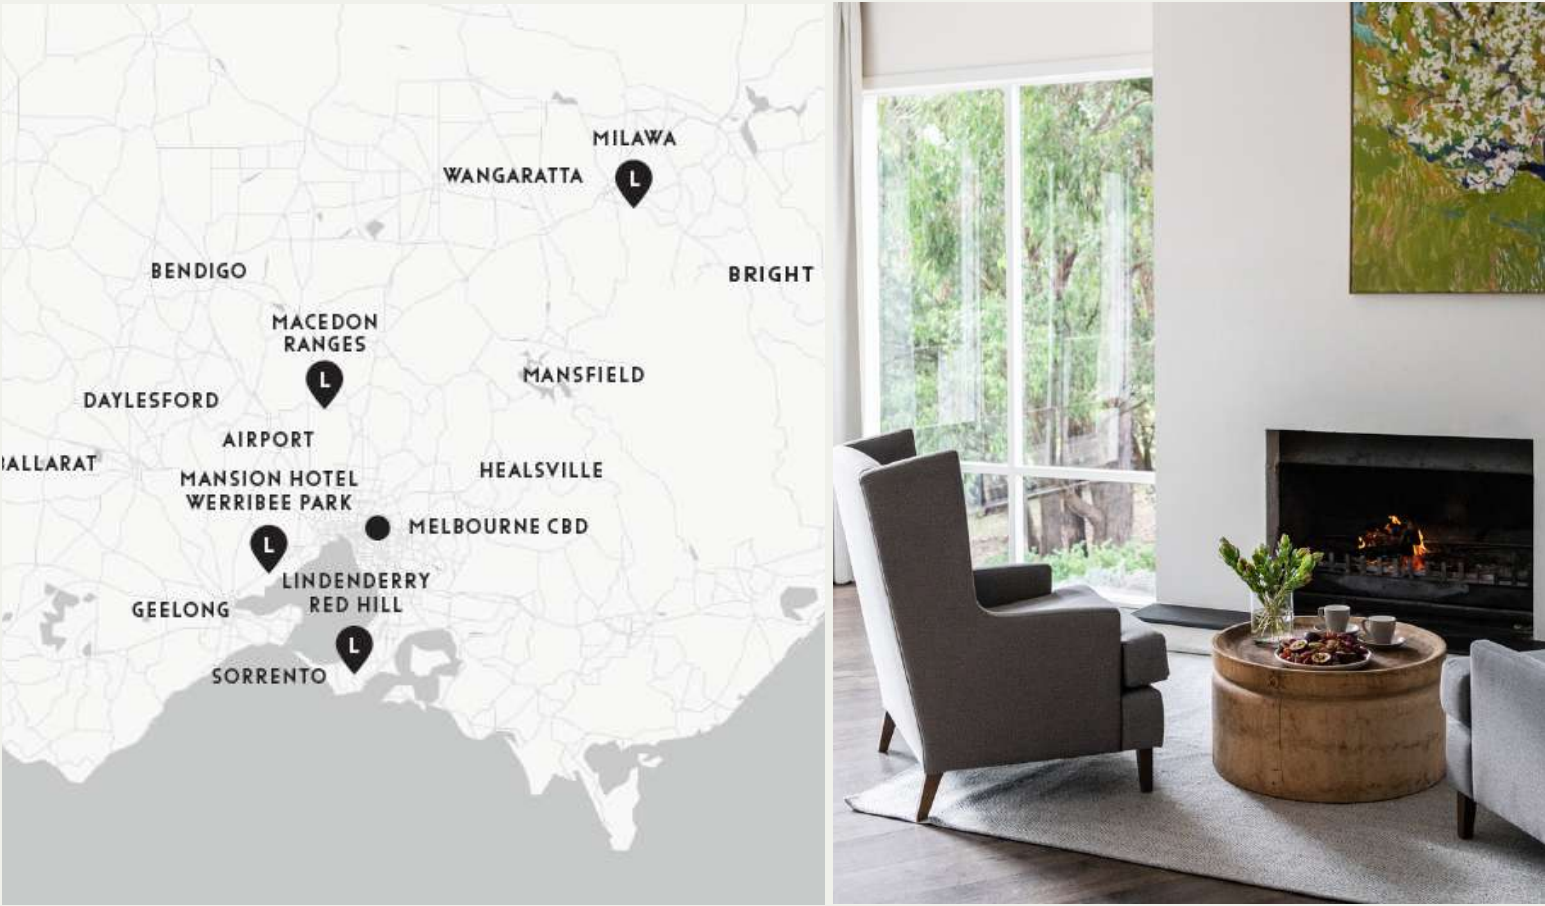 MILAWA
WANGARATTA
L
BENDIGO
BRIGHT
MACEDON
RANGES
L
MANSFIELD
DAYLESFORD
AIRPORT
BALLARAT
HEALSVILLE
MANSION HOTEL
WERRIBEE PARK
MELBOURNE CBD
L
LINDENDERRY
RED HILL
GEELONG
L
SORRENTO